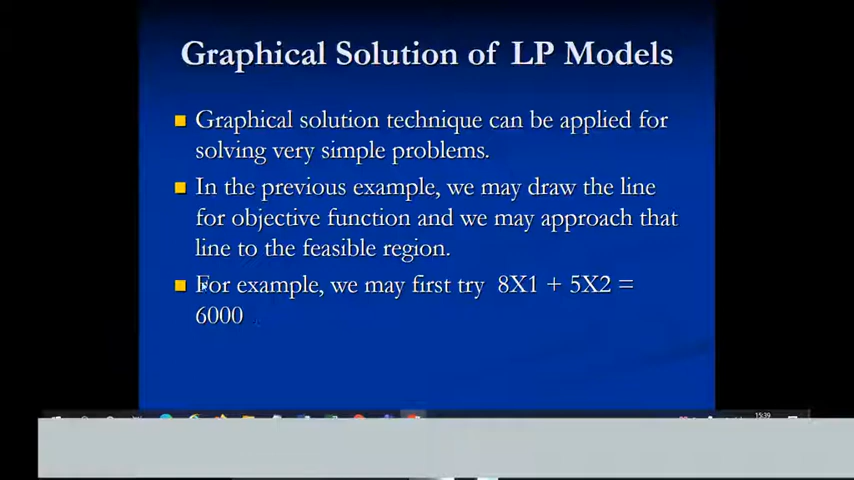 Graphical Solution of LP Models
Graphical solution technique can be applied for
solving very simple problems.
In the previous example, we may draw the line
for objective function and we may approach that
line to the feasible region.
For example, we may first try 8X1 + 5X2 =
6000
15:39